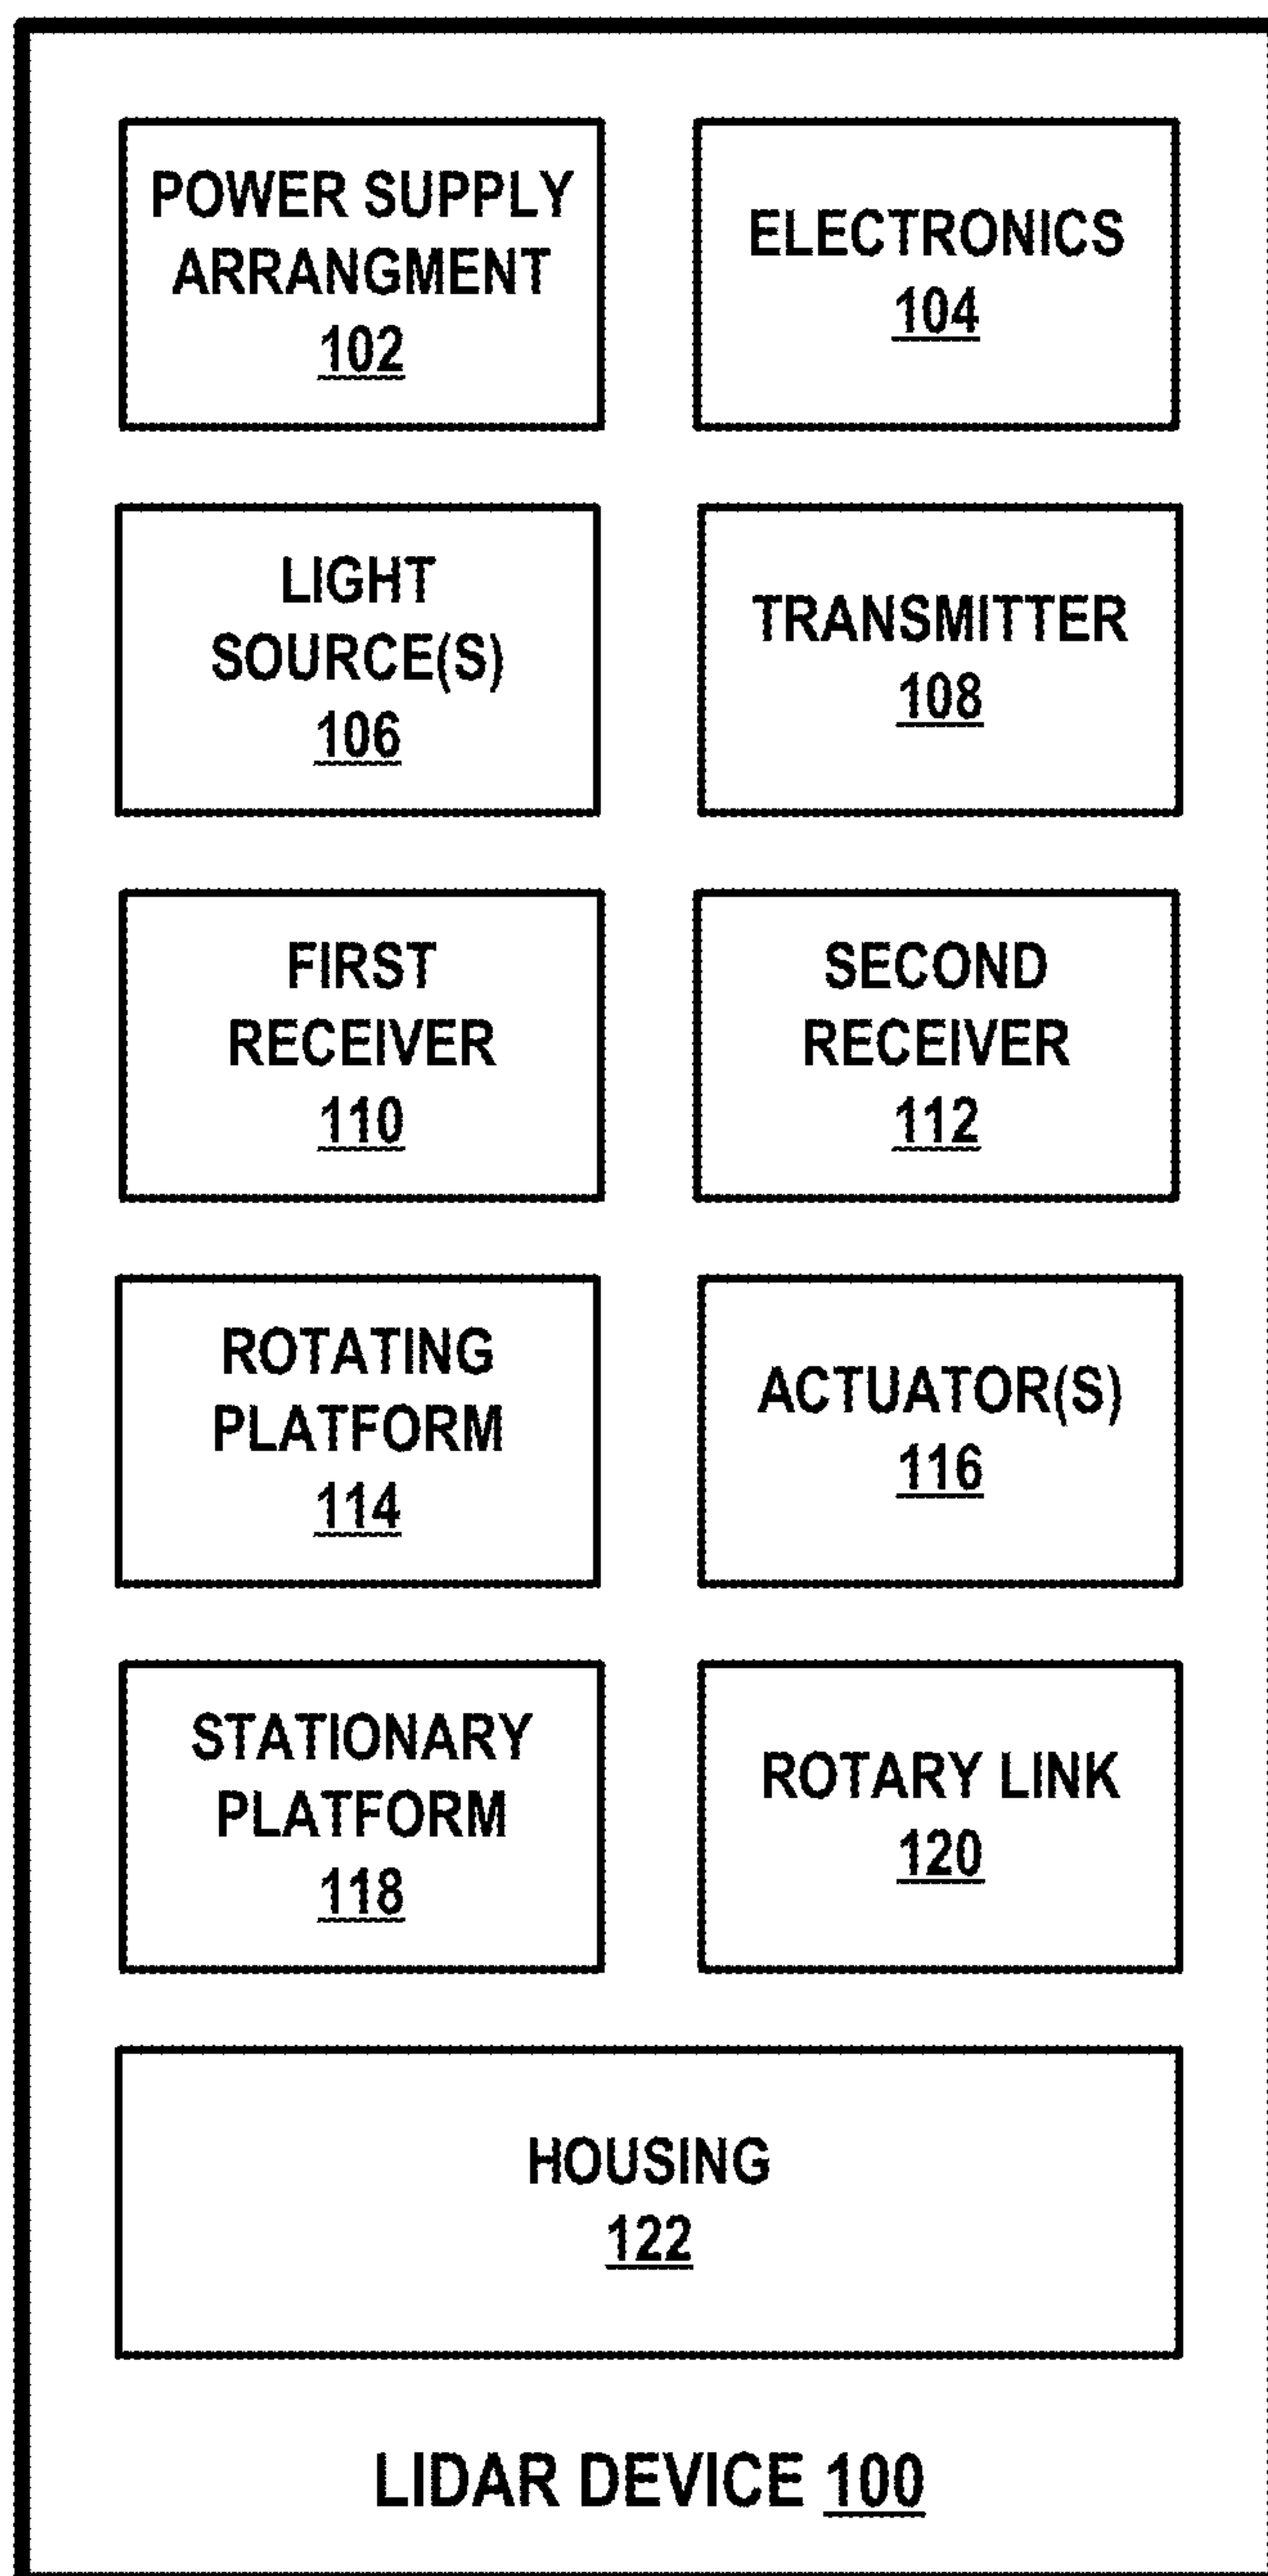 POWER SUPPLY
ARRANGMENT
102
ELECTRONICS
104
LIGHT
SOURCE(S)
106
TRANSMITTER
108
FIRST
RECEIVER
110
SECOND
RECEIVER
112
ROTATING
PLATFORM
114
ACTUATOR(S)
116
STATIONARY
PLATFORM
118
ROTARY LINK
120
HOUSING
122
LIDAR DEVICE 100